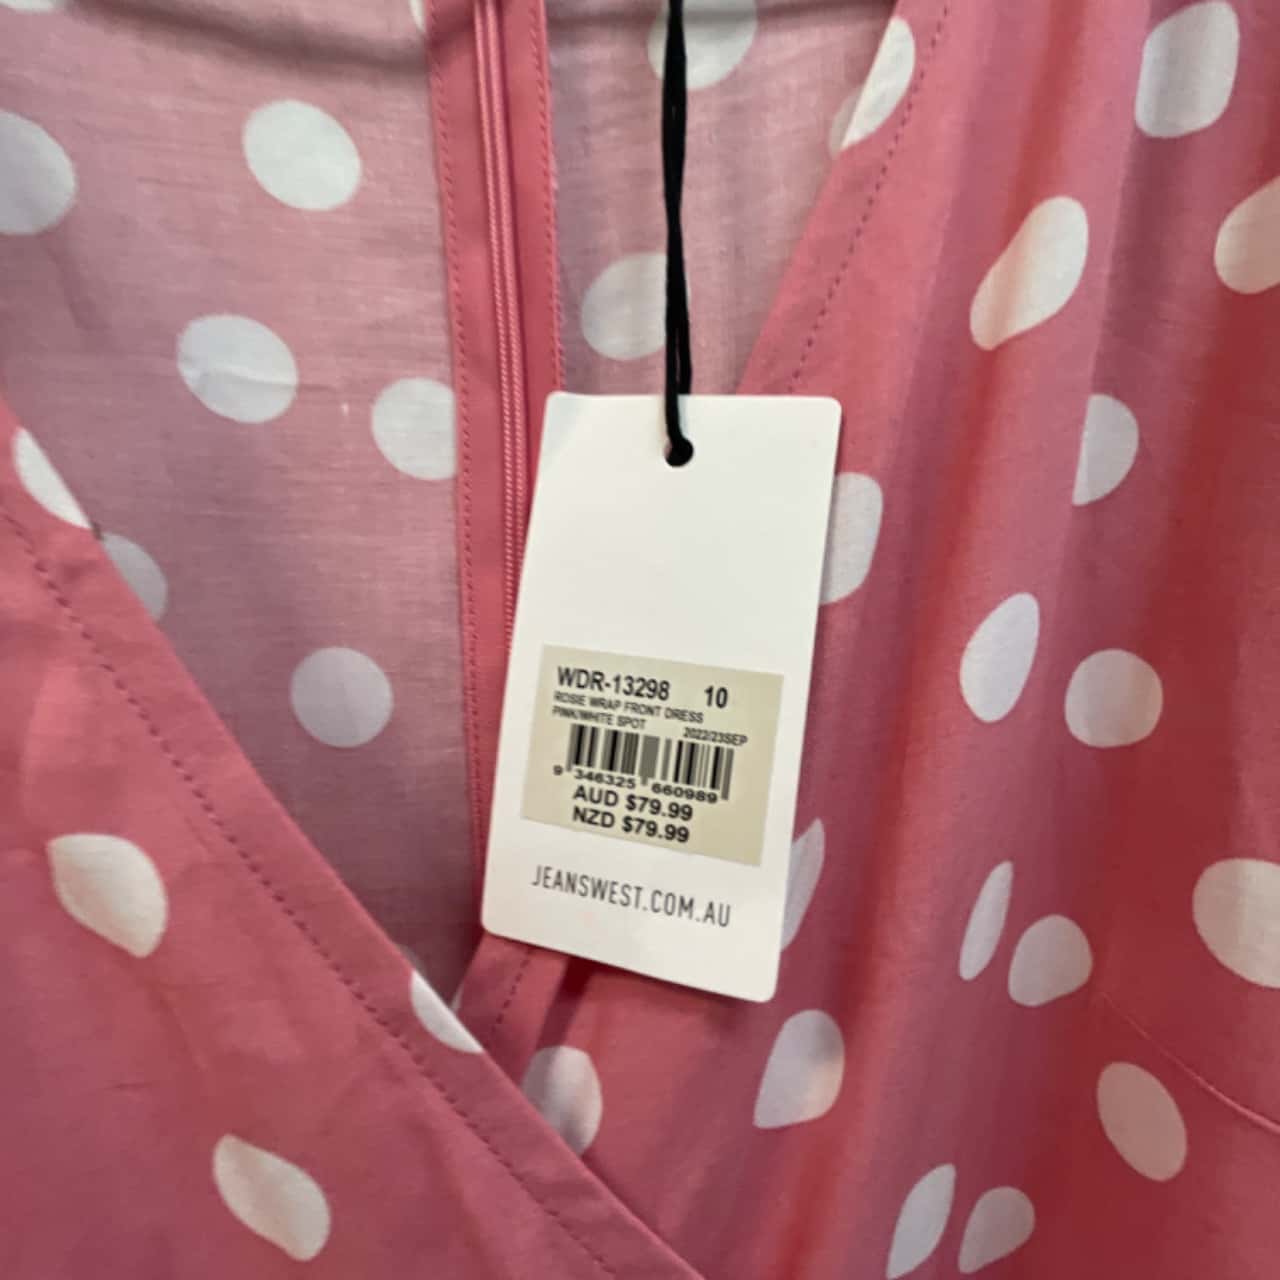 WDR-13298 10
ROSIE WRAP FRONT DRESS
PINK/WHITE SPOT 2022/23SEP
9 346325 660989
AUD $79.99
NZD $79.99
JEANSWEST.COM.AU